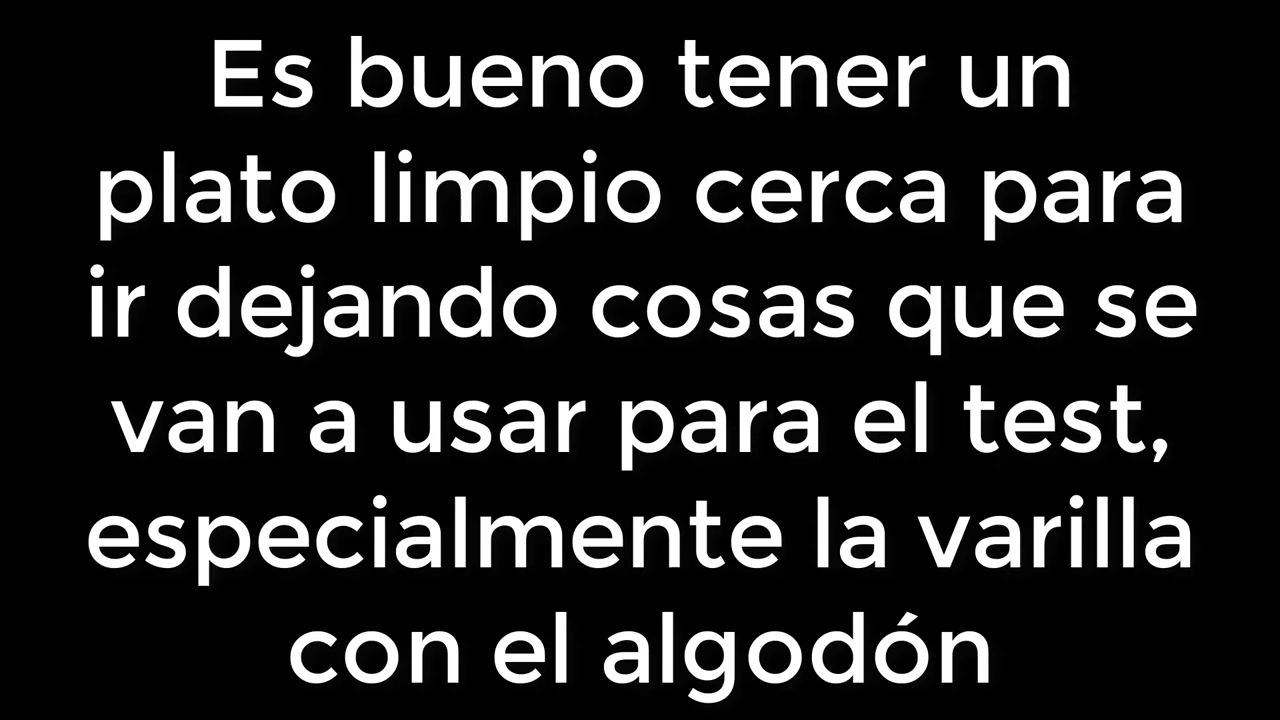 Es bueno tener un
plato limpio cerca para
ir dejando cosas que se
van a usar para el test,
especialmente la varilla
con el algodón